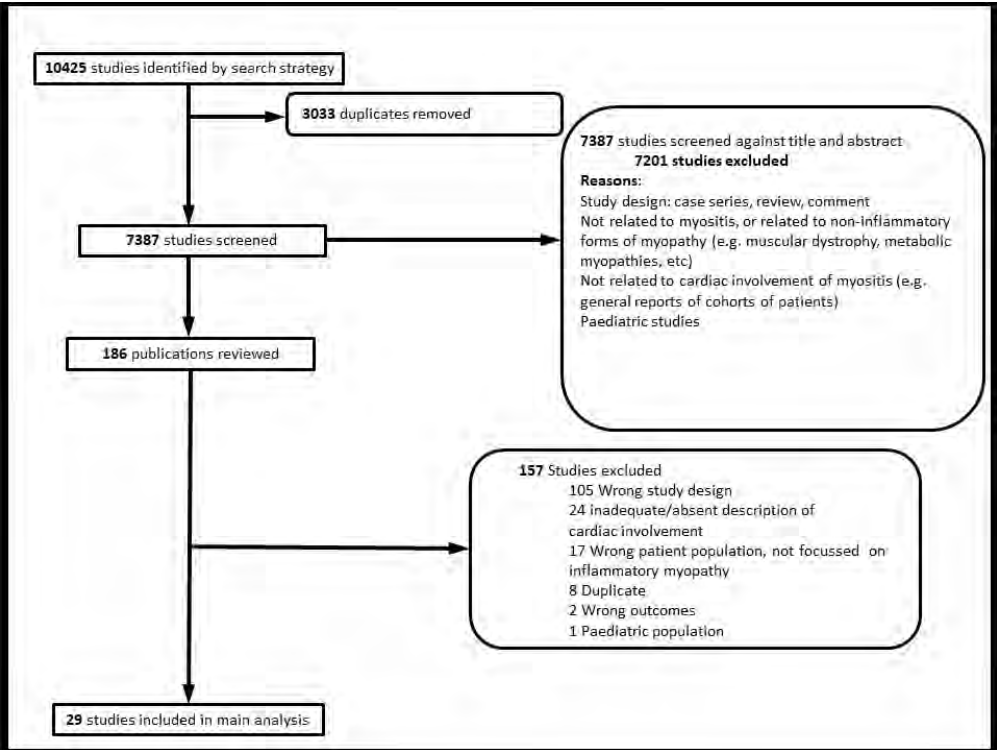 10425 studies identified by search strategy
3033 duplicates removed
7387 studies screened against title and abstract
7201 studies excluded
Reasons:
Study design: case series, review, comment
Not related to myositis, or related to non-inflammatory
forms of myopathy (e.g. muscular dystrophy, metabolic
myopathies, etc)
Not related to cardiac involvement of myositis (e.g.
general reports of cohorts of patients)
Paediatric studies
7387 studies screened
186 publications reviewed
157 Studies excluded
105 Wrong study design
24 inadequate/absent description of
cardiac involvement
17 Wrong patient population, not focussed on
inflammatory myopathy
8 Duplicate
2 Wrong outcomes
1 Paediatric population
29 studies included in main analysis